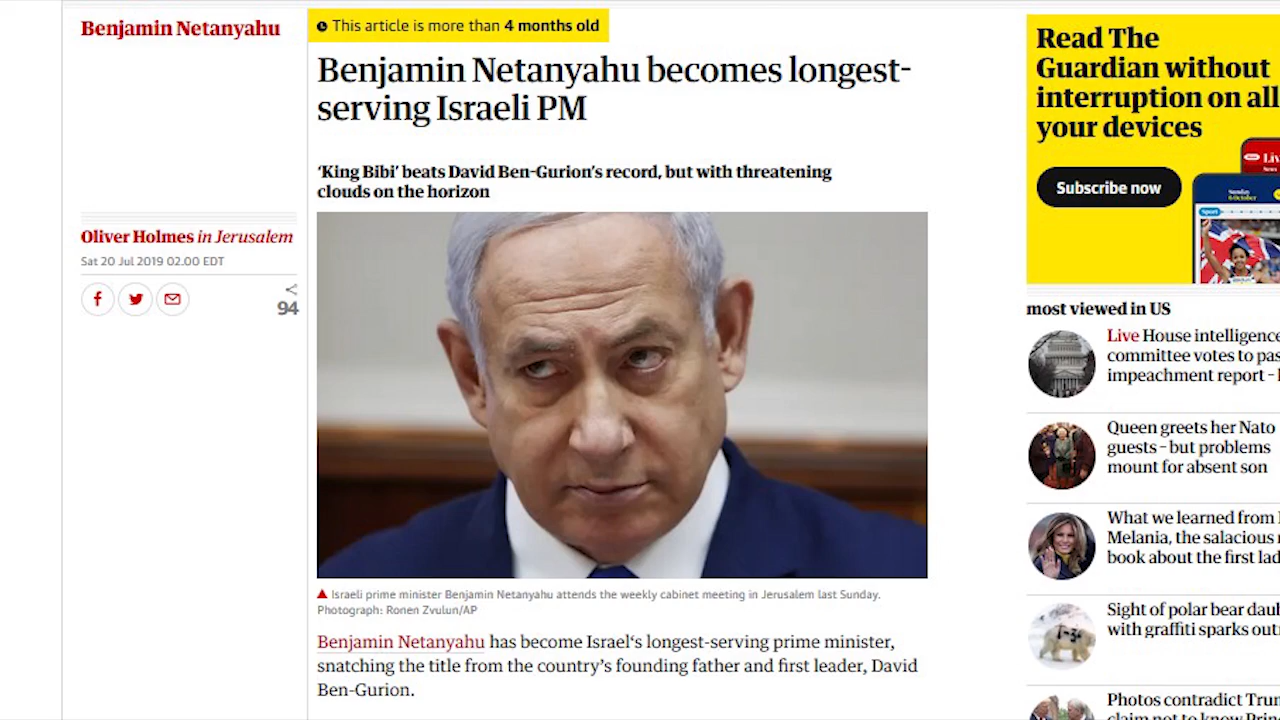 Benjamin Netanyahu
This article is more than 4 months old
Benjamin Netanyahu becomes longest-
serving Israeli PM
‘King Bibi’ beats David Ben-Gurion’s record, but with threatening
clouds on the horizon
Oliver Holmes in Jerusalem
Sat 20 Jul 2019 02.00 EDT
94
Israeli prime minister Benjamin Netanyahu attends the weekly cabinet meeting in Jerusalem last Sunday.
Photograph: Ronen Zvulun/AP
Benjamin Netanyahu has become Israel‘s longest-serving prime minister,
snatching the title from the country’s founding father and first leader, David
Ben-Gurion.
Read The
Guardian without
interruption on all
your devices
Subscribe now
Sunday
Sport
most viewed in US
Live House intelligence
committee votes to pas
impeachment report –
Queen greets her Nato
guests – but problems
mount for absent son
What we learned from
Melania, the salacious
book about the first lad
Sight of polar bear daub
with graffiti sparks out
Photos contradict Trum
claim not to know